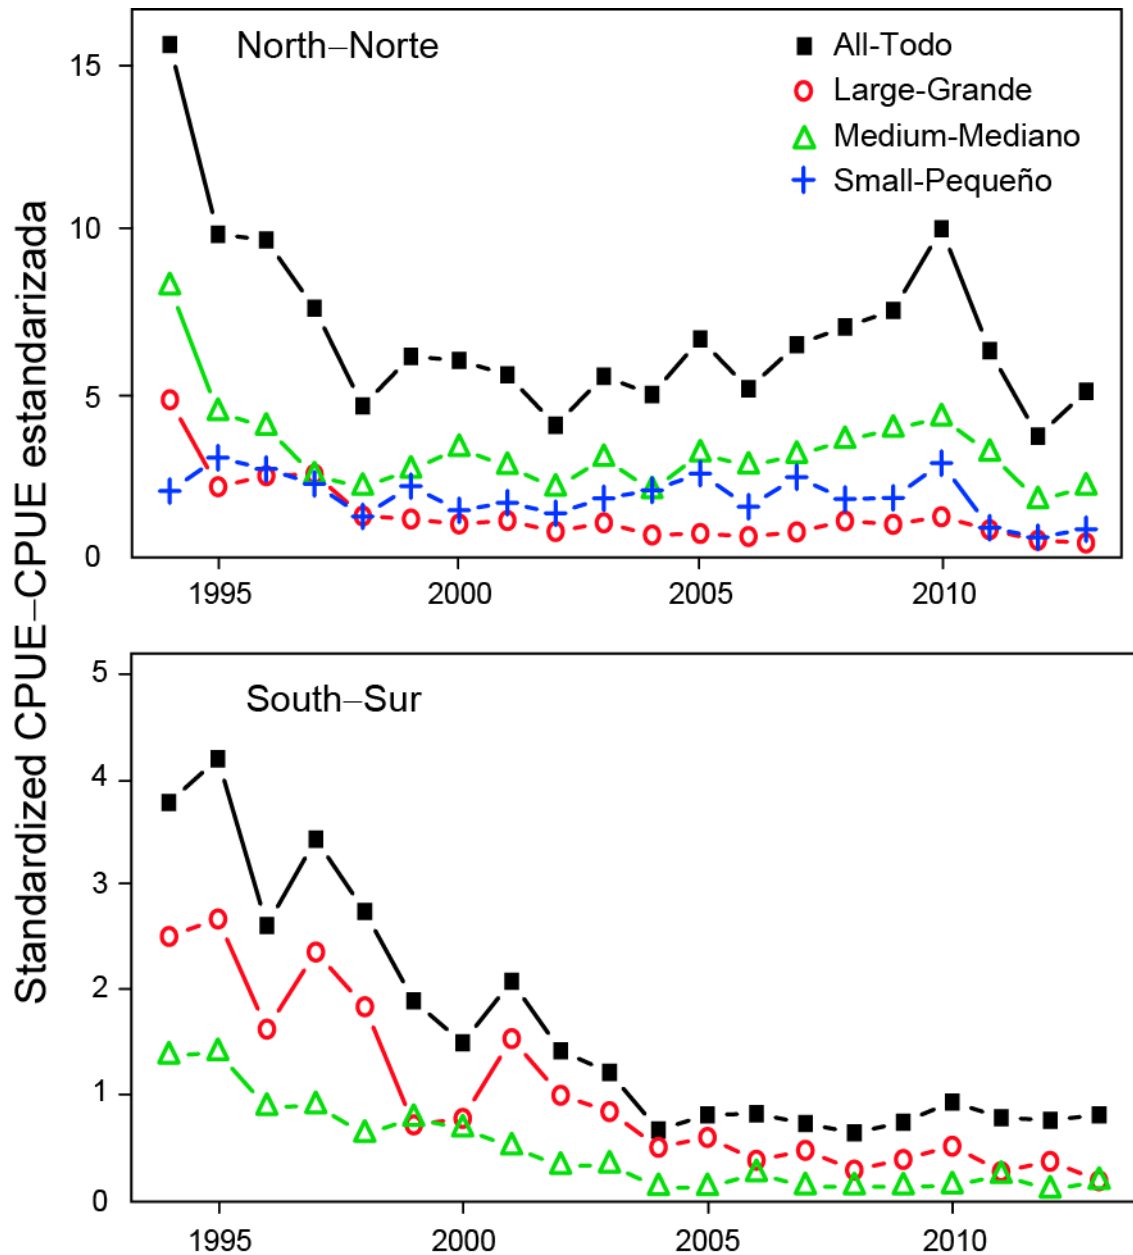 Standardized CPUE–CPUE estandarizada
North–Norte
All-Todo
Large-Grande
Medium-Mediano
Small-Pequeño
15
10
5
0
1995
2000
2005
2010
South–Sur
5
4
3
2
1
0
1995
2000
2005
2010